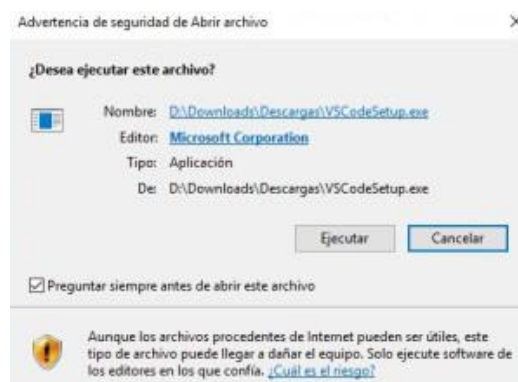 Advertencia de seguridad de Abrir archivo
¿Desea ejecutar este archivo?
Nombre: D:\Downloads\Descargas\VSCodeSetup.exe
Editor: Microsoft Corporation
Tipo: Aplicación
De: D:\Downloads\Descargas\VSCodeSetup.exe
Ejecutar Cancelar
Preguntar siempre antes de abrir este archivo
Aunque los archivos procedentes de Internet pueden ser útiles, este
tipo de archivo puede llegar a dañar el equipo. Solo ejecute software de
los editores en los que confía. ¿Cuál es el riesgo?